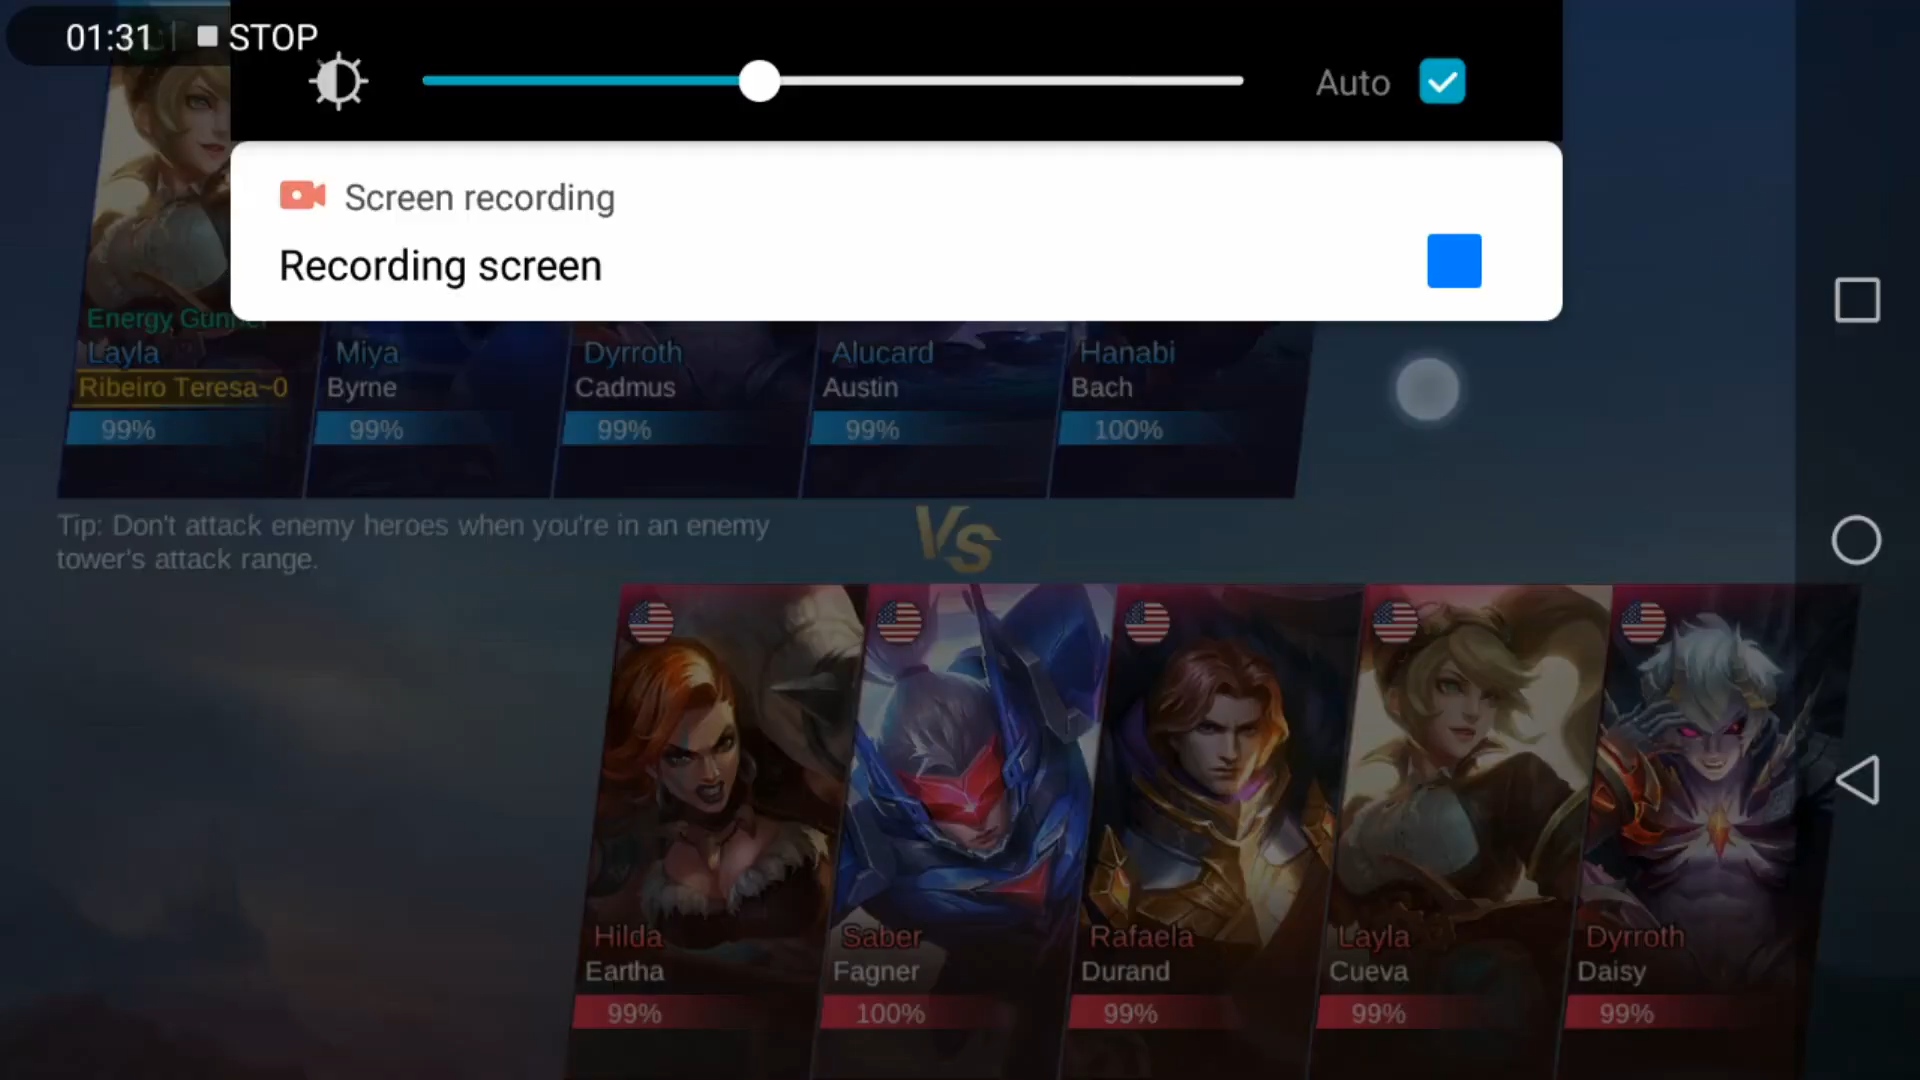 01:31 STOP
Auto
Screen recording
Recording screen
Energy Gunner
Layla
Ribeiro Teresa~0
99%
Miya
Byrne
99%
Dyrroth
Cadmus
99%
Alucard
Austin
99%
Hanabi
Bach
100%
Tip: Don't attack enemy heroes when you're in an enemy
tower's attack range.
VS
Hilda
Eartha
99%
Saber
Fagner
100%
Rafaela
Durand
99%
Layla
Cueva
99%
Dyrroth
Daisy
99%